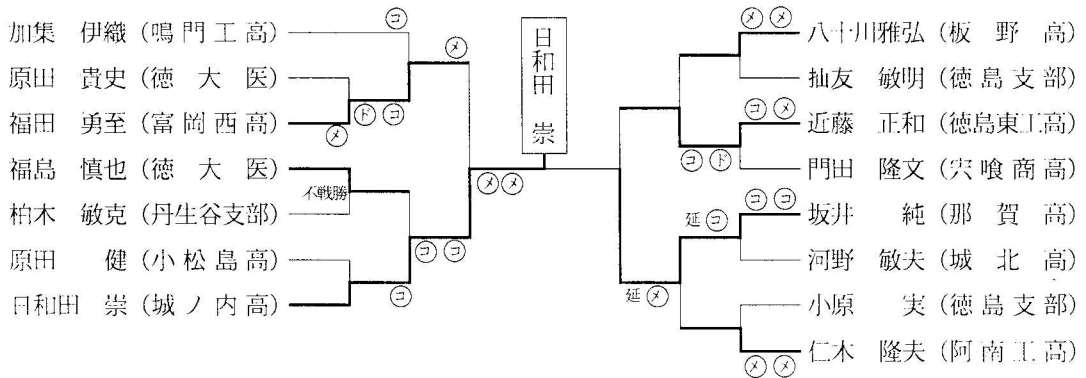 加集 伊織 (鳴門工高)
原田 貴史 (徳大医)
福田 勇至 (富岡西高)
福島 慎也 (徳大医)
柏木 敏克 (丹生谷支部)
原田 健 (小松島高)
日和田 崇 (城ノ内高)
コ
メ
ド コ
メ
不戦勝
コ コ
コ
日和田 崇
メ メ
メ メ
コ メ
コ ド
コ コ
延 コ
延 メ
メ メ
八十川雅弘 (板野高)
抽友 敏明 (徳島支部)
近藤 正和 (徳島東工高)
門田 隆文 (宍喰商高)
坂井 純 (那賀高)
河野 敏夫 (城北高)
小原 実 (徳島支部)
仁木 隆夫 (阿南工高)